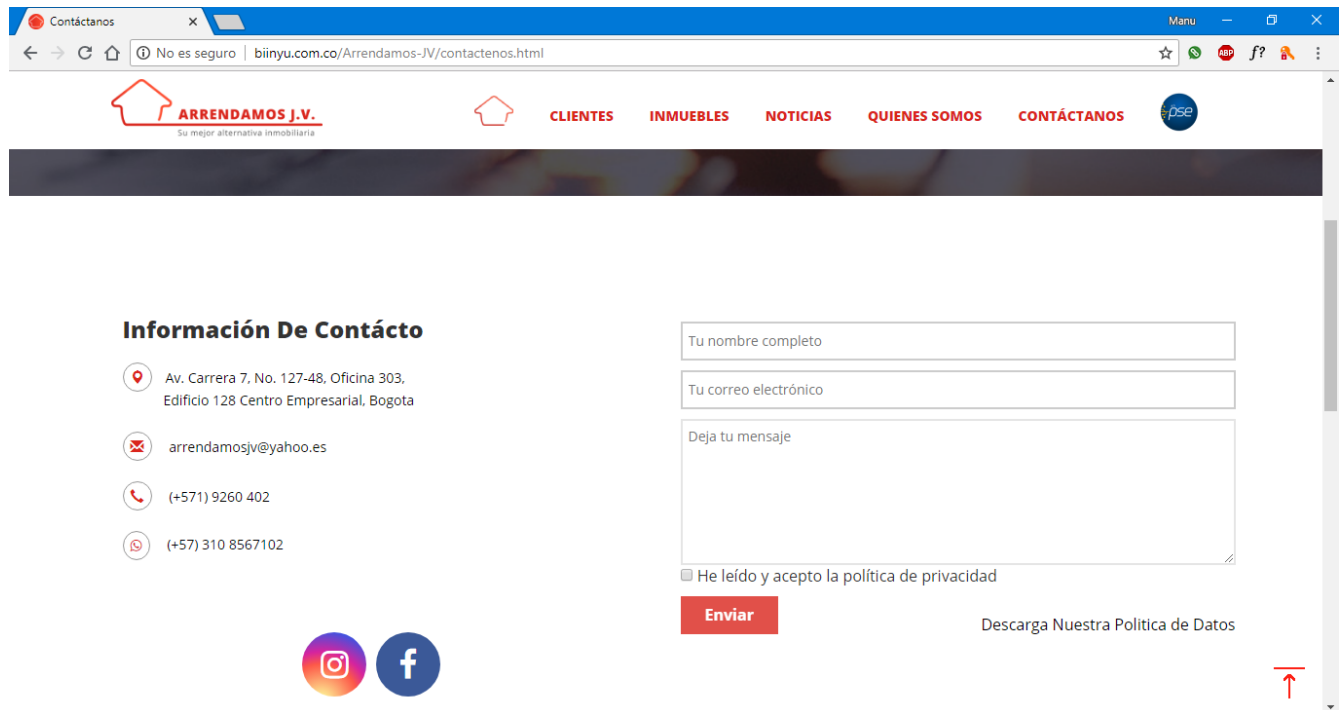 Contáctanos
Manu
No es seguro | biinyu.com.co/Arrendamos-JV/contactenos.html
ABP
f?
ARRENDAMOS J.V.
Su mejor alternativa inmobiliaria
CLIENTES INMUEBLES NOTICIAS QUIENES SOMOS CONTÁCTANOS
pse
Información De Contácto
Av. Carrera 7, No. 127-48, Oficina 303,
Edificio 128 Centro Empresarial, Bogota
arrendamosjv@yahoo.es
(+571) 9260 402
(+57) 310 8567102
Tu nombre completo
Tu correo electrónico
Deja tu mensaje
He leído y acepto la política de privacidad
Enviar
Descarga Nuestra Politica de Datos